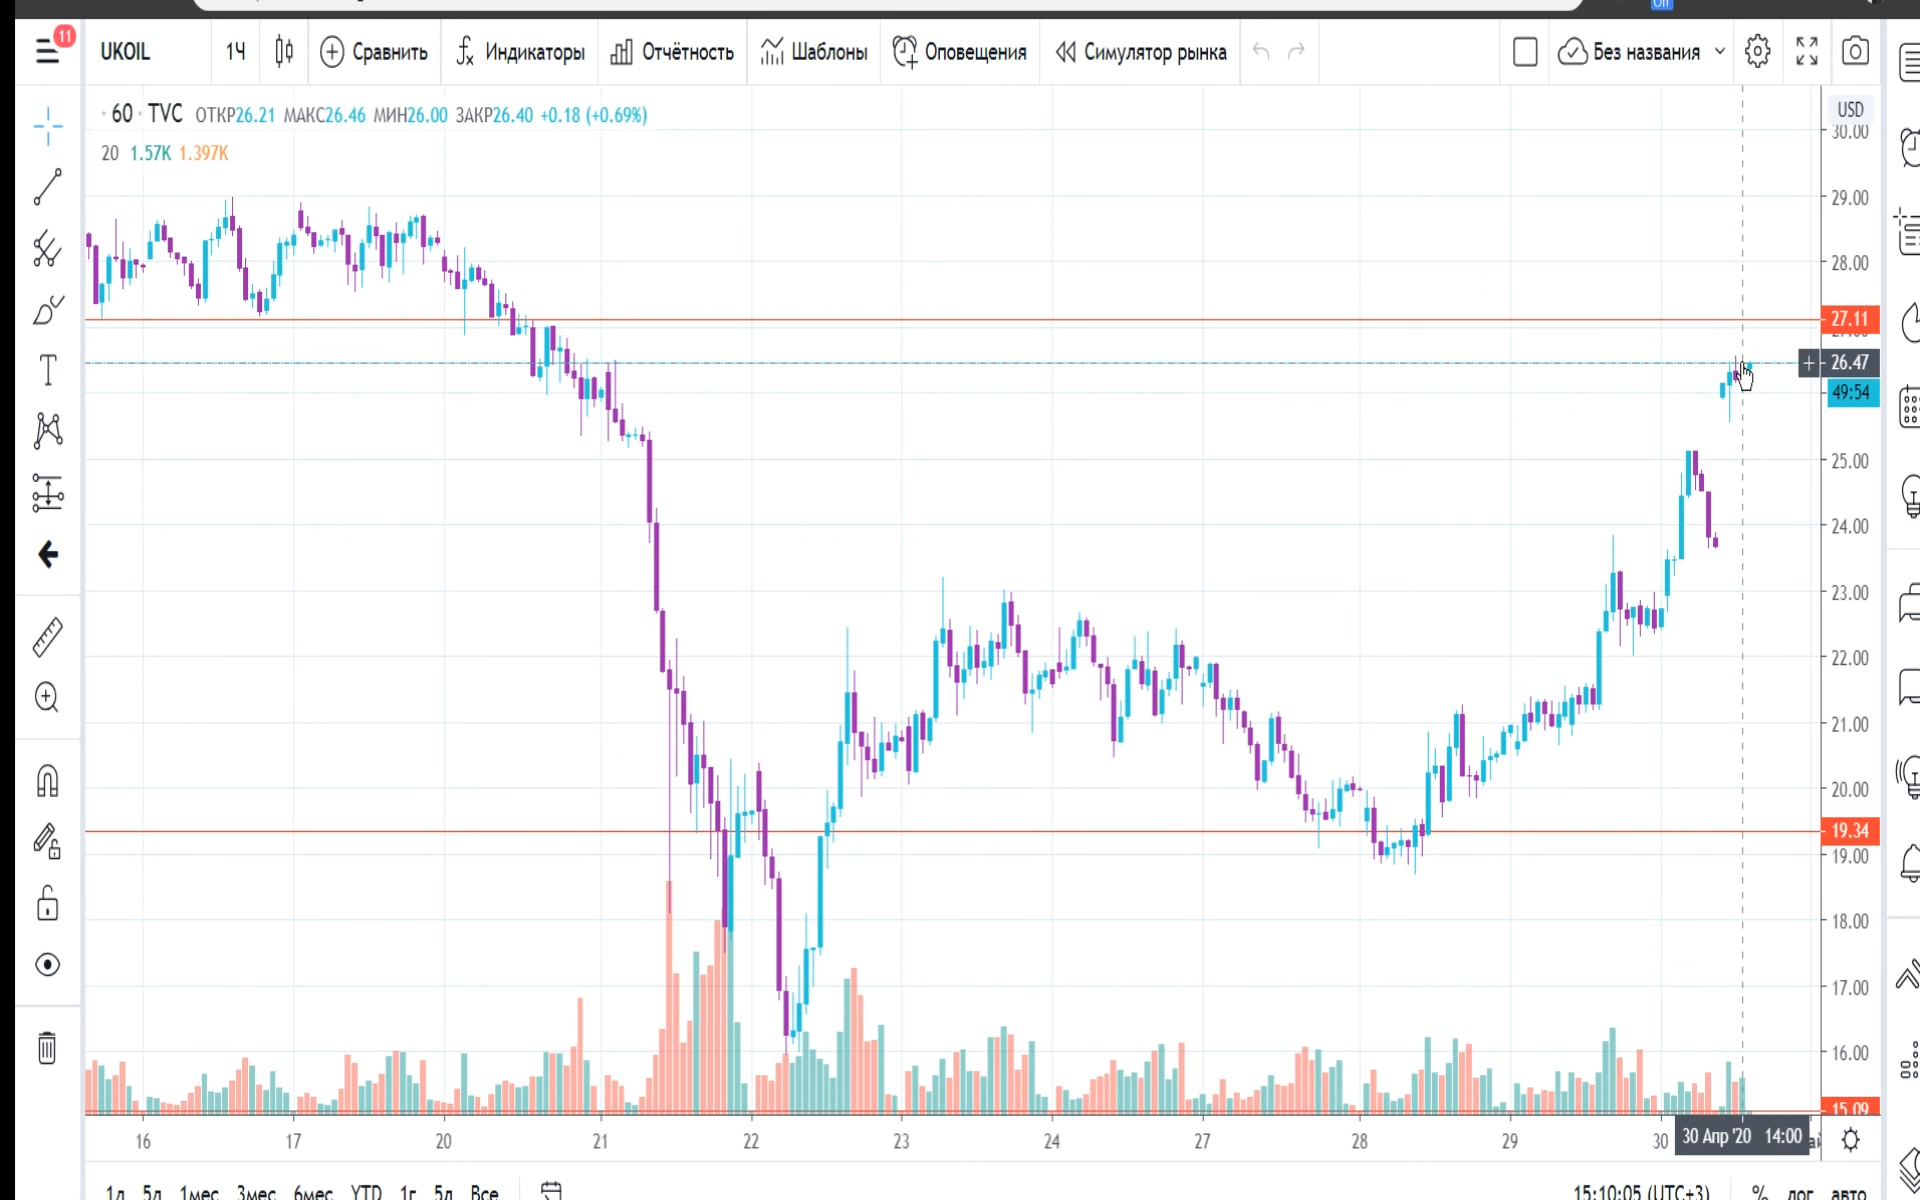 Off
11
UKOIL 1Ч Сравнить Индикаторы Отчётность Шаблоны Оповещения Симулятор рынка Без названия
· 60 · TVC ОТКР26.21 МАКС26.46 МИН26.00 ЗАКР26.40 +0.18 (+0.69%)
20 1.57K 1.397K
USD
30.00
29.00
28.00
27.11
26.47
49:54
25.00
24.00
23.00
22.00
21.00
20.00
19.34
19.00
18.00
17.00
16.00
15.09
16 17 20 21 22 23 24 27 28 29 30 30 Апр '20 14:00
1д 5д 1мес 3мес 6мес YTD 1г 5д Все 15:10:05 (UTC+3) % лог авто